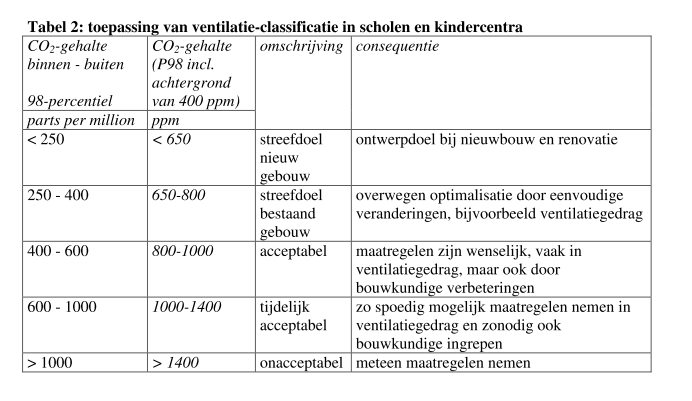 Tabel 2: toepassing van ventilatie-classificatie in scholen en kindercentra
CO2-gehalte
binnen - buiten
98-percentiel
CO2-gehalte
(P98 incl.
achtergrond
van 400 ppm)
omschrijving
consequentie
parts per million
ppm
< 250
< 650
streefdoel
nieuw
gebouw
ontwerpdoel bij nieuwbouw en renovatie
250 - 400
650-800
streefdoel
bestaand
gebouw
overwegen optimalisatie door eenvoudige
veranderingen, bijvoorbeeld ventilatiegedrag
400 - 600
800-1000
acceptabel
maatregelen zijn wenselijk, vaak in
ventilatiegedrag, maar ook door
bouwkundige verbeteringen
600 - 1000
1000-1400
tijdelijk
acceptabel
zo spoedig mogelijk maatregelen nemen in
ventilatiegedrag en zonodig ook
bouwkundige ingrepen
> 1000
> 1400
onacceptabel
meteen maatregelen nemen